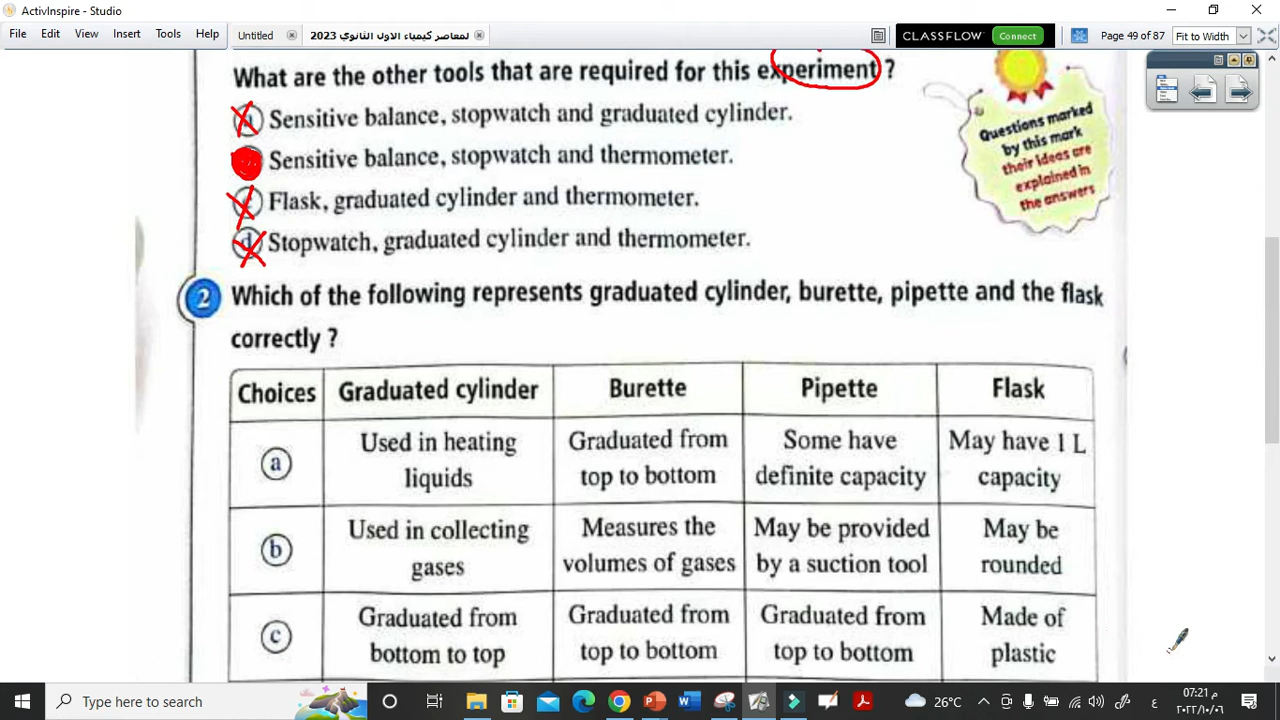 ActivInspire - Studio
File Edit View Insert Tools Help
Untitled
لمعاصر كيمياء الاول الثانوي 2023
CLASSFLOW Connect
Page 49 of 87
Fit to Width
What are the other tools that are required for this experiment ?
Sensitive balance, stopwatch and graduated cylinder.
Sensitive balance, stopwatch and thermometer.
Flask, graduated cylinder and thermometer.
d Stopwatch, graduated cylinder and thermometer.
Questions marked
by this mark
their ideas are
explained in
the answers
2 Which of the following represents graduated cylinder, burette, pipette and the flask
correctly ?
Choices Graduated cylinder Burette Pipette Flask
a Used in heating liquids Graduated from top to bottom Some have definite capacity May have 1 L capacity
b Used in collecting gases Measures the volumes of gases May be provided by a suction tool May be rounded
c Graduated from bottom to top Graduated from top to bottom Graduated from top to bottom Made of plastic
Type here to search
26°C
ع
07:21 م
٢٠٢٢/١٠/٠٦